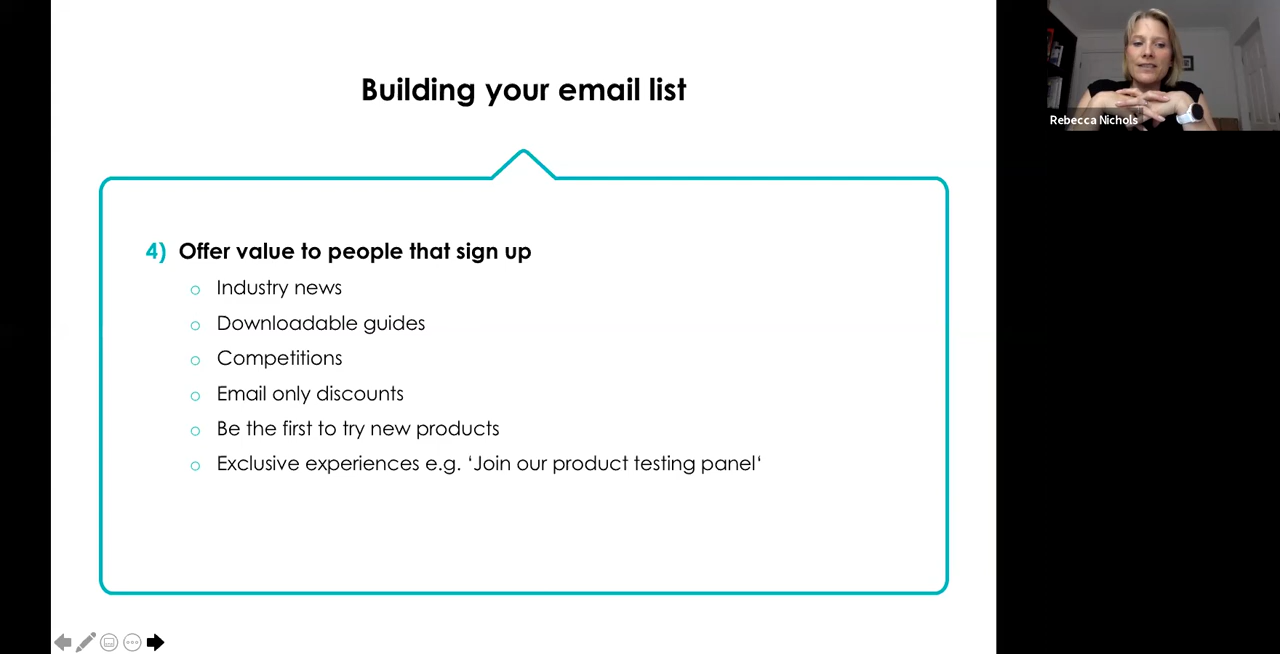 Building your email list
4) Offer value to people that sign up
o Industry news
o Downloadable guides
o Competitions
o Email only discounts
o Be the first to try new products
o Exclusive experiences e.g. ‘Join our product testing panel‘
Rebecca Nichols